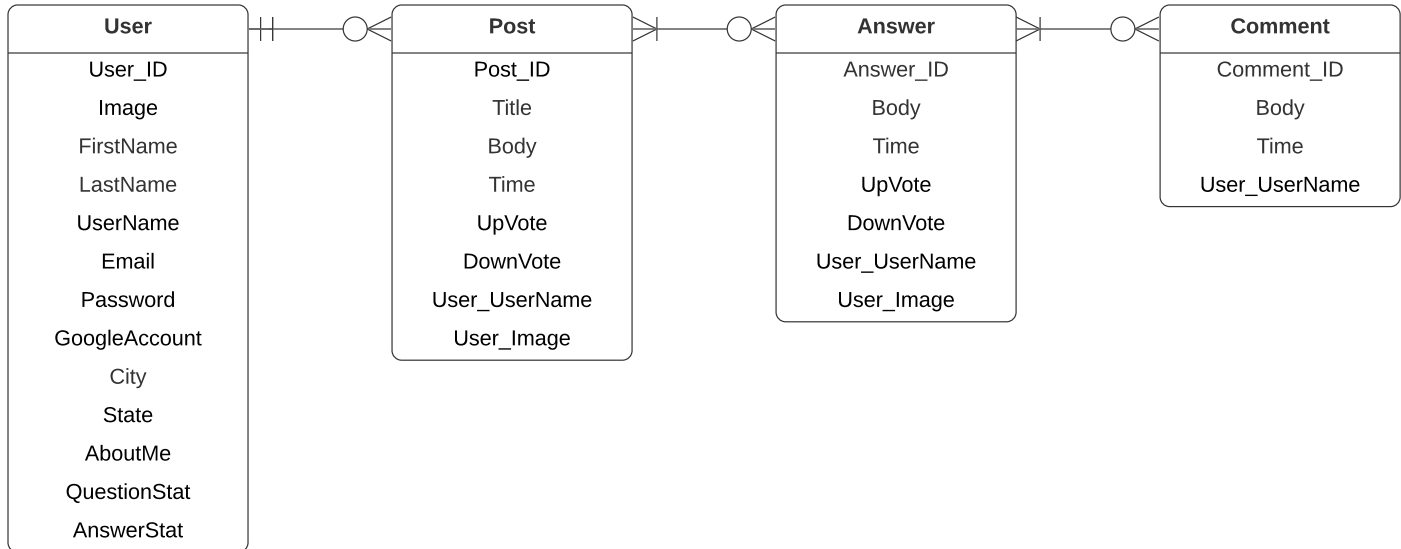 User
User_ID
Image
FirstName
LastName
UserName
Email
Password
GoogleAccount
City
State
AboutMe
QuestionStat
AnswerStat
Post
Post_ID
Title
Body
Time
UpVote
DownVote
User_UserName
User_Image
Answer
Answer_ID
Body
Time
UpVote
DownVote
User_UserName
User_Image
Comment
Comment_ID
Body
Time
User_UserName